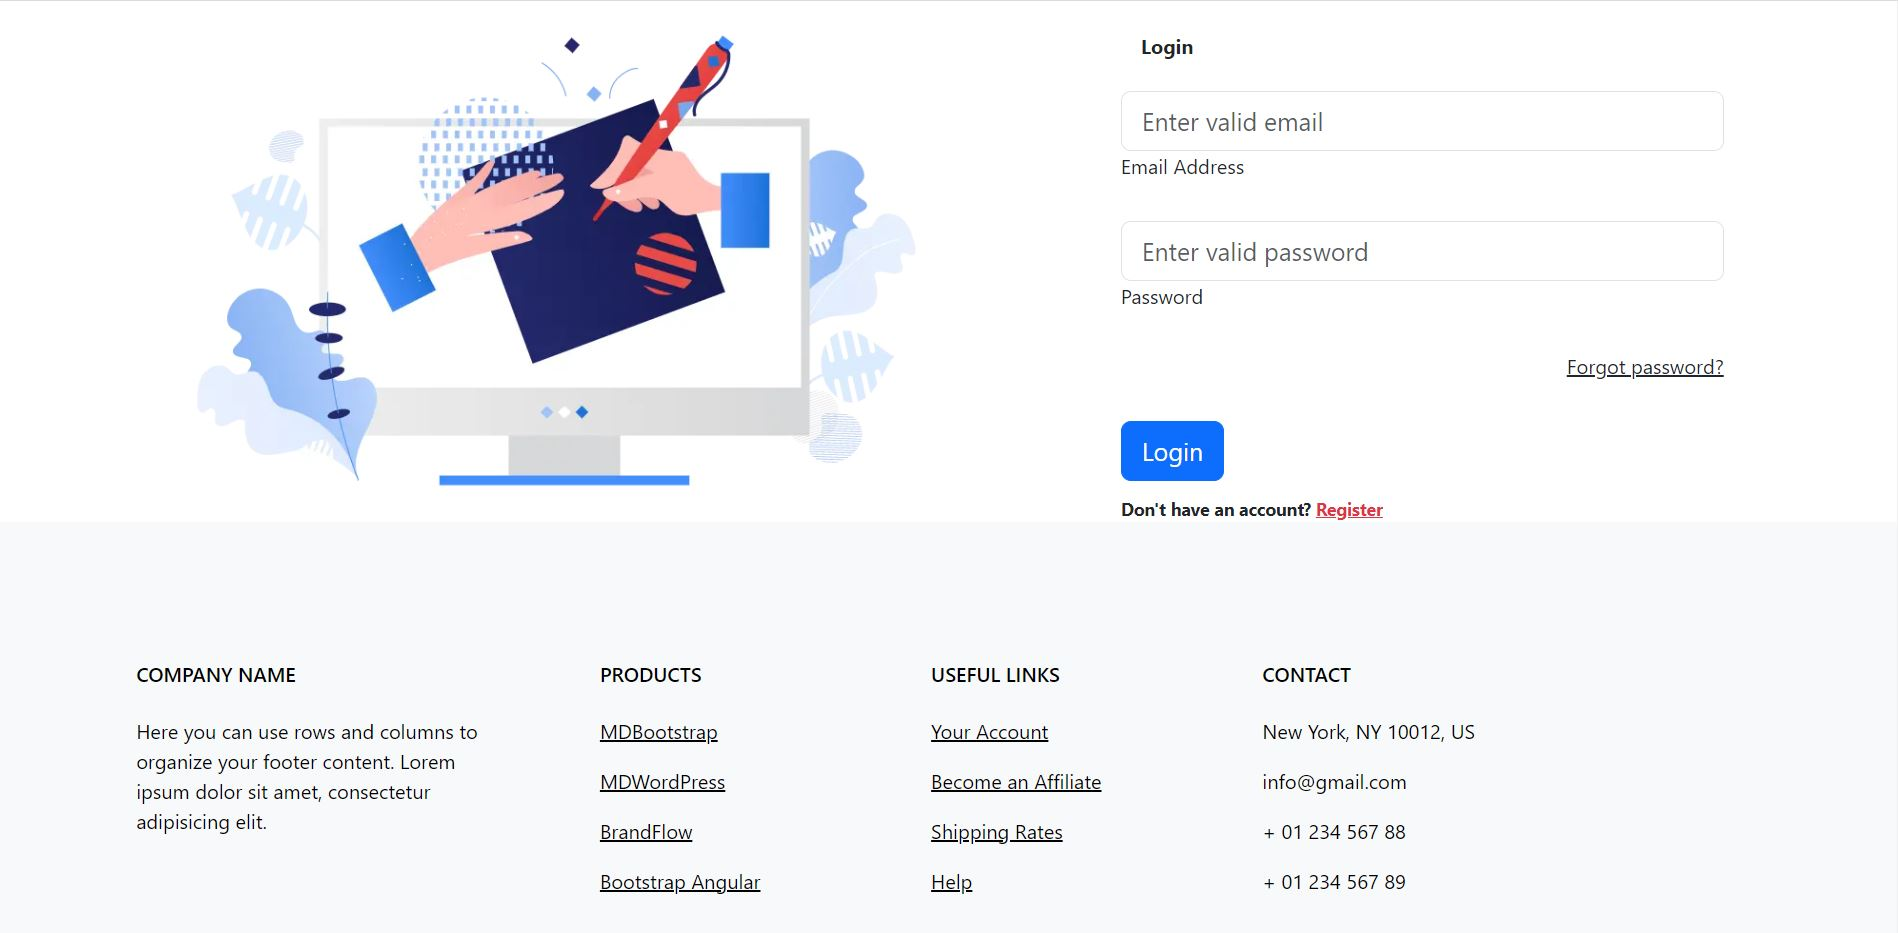 Login
Enter valid email
Email Address
Enter valid password
Password
Forgot password?
Login
Don't have an account? Register
COMPANY NAME
Here you can use rows and columns to
organize your footer content. Lorem
ipsum dolor sit amet, consectetur
adipisicing elit.
PRODUCTS
MDBootstrap
MDWordPress
BrandFlow
Bootstrap Angular
USEFUL LINKS
Your Account
Become an Affiliate
Shipping Rates
Help
CONTACT
New York, NY 10012, US
info@gmail.com
+ 01 234 567 88
+ 01 234 567 89